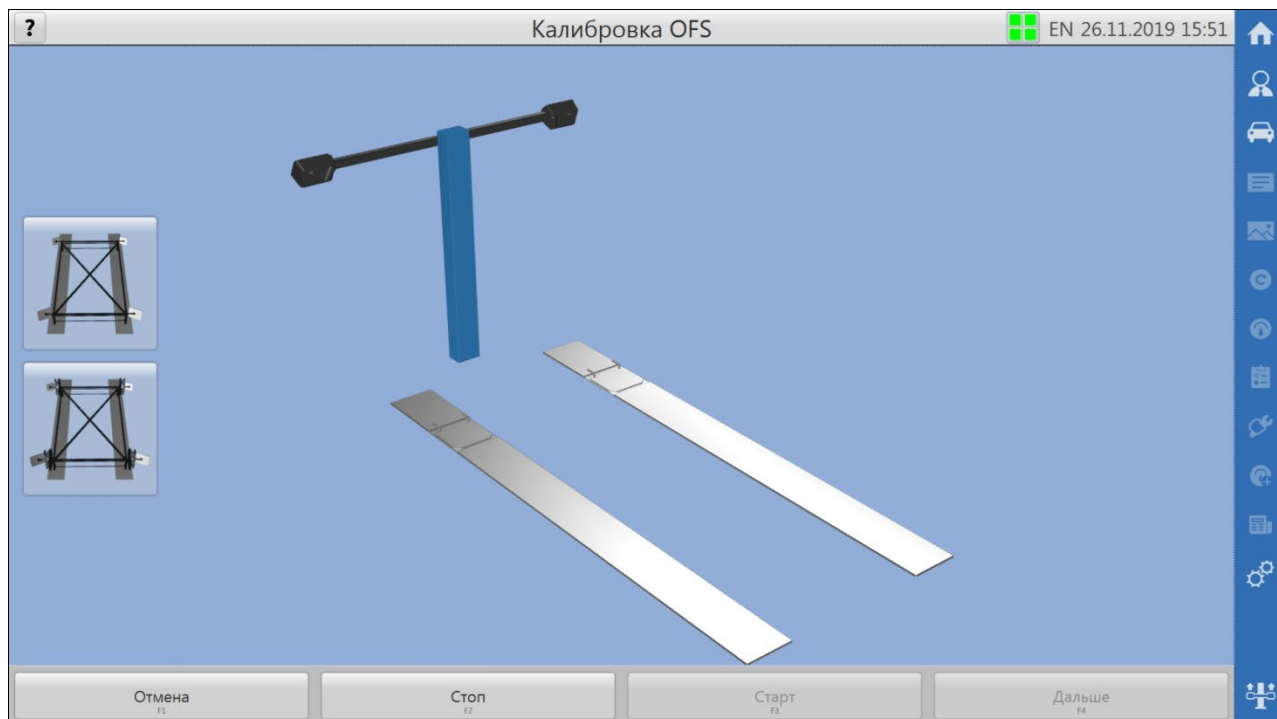 ?
Калибровка OFS
EN 26.11.2019 15:51
Отмена
F1
Стоп
F2
Старт
F3
Дальше
F4